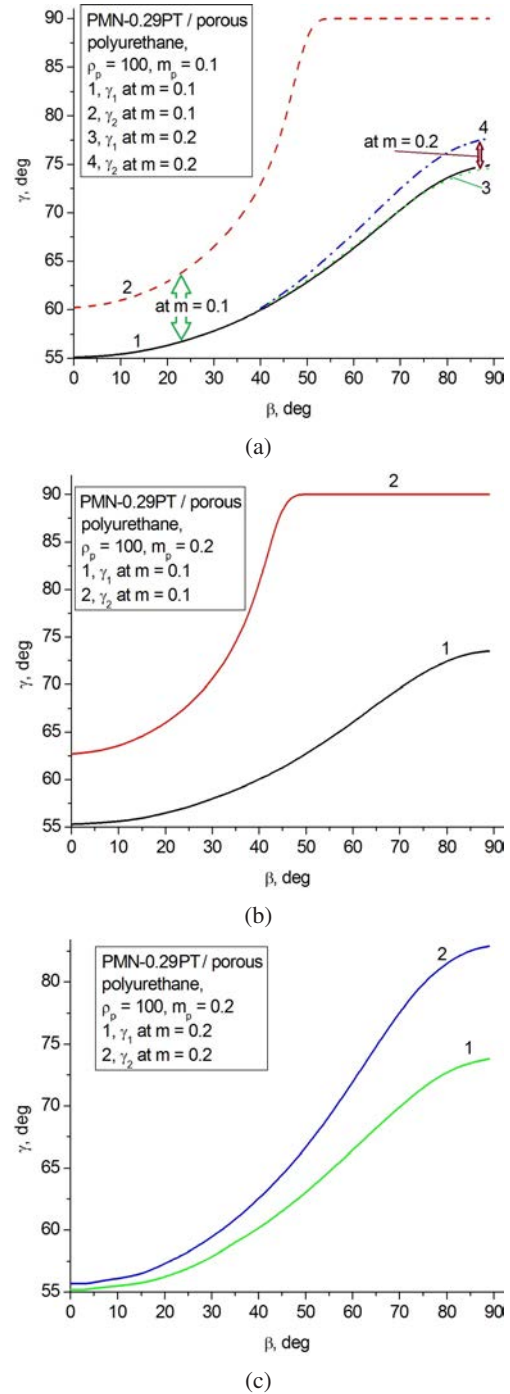 90
85
80
75
70
65
60
55
γ, deg
PMN-0.29PT / porous
polyurethane,
ρp = 100, mp = 0.1
1, γ1 at m = 0.1
2, γ2 at m = 0.1
3, γ1 at m = 0.2
4, γ2 at m = 0.2
at m = 0.2
4
3
2
at m = 0.1
1
0 10 20 30 40 50 60 70 80 90
β, deg
(a)
90
85
80
75
70
65
60
55
γ, deg
PMN-0.29PT / porous
polyurethane,
ρp = 100, mp = 0.2
1, γ1 at m = 0.1
2, γ2 at m = 0.1
2
1
0 10 20 30 40 50 60 70 80 90
β, deg
(b)
80
75
70
65
60
55
γ, deg
PMN-0.29PT / porous
polyurethane,
ρp = 100, mp = 0.2
1, γ1 at m = 0.2
2, γ2 at m = 0.2
2
1
0 10 20 30 40 50 60 70 80 90
β, deg
(c)